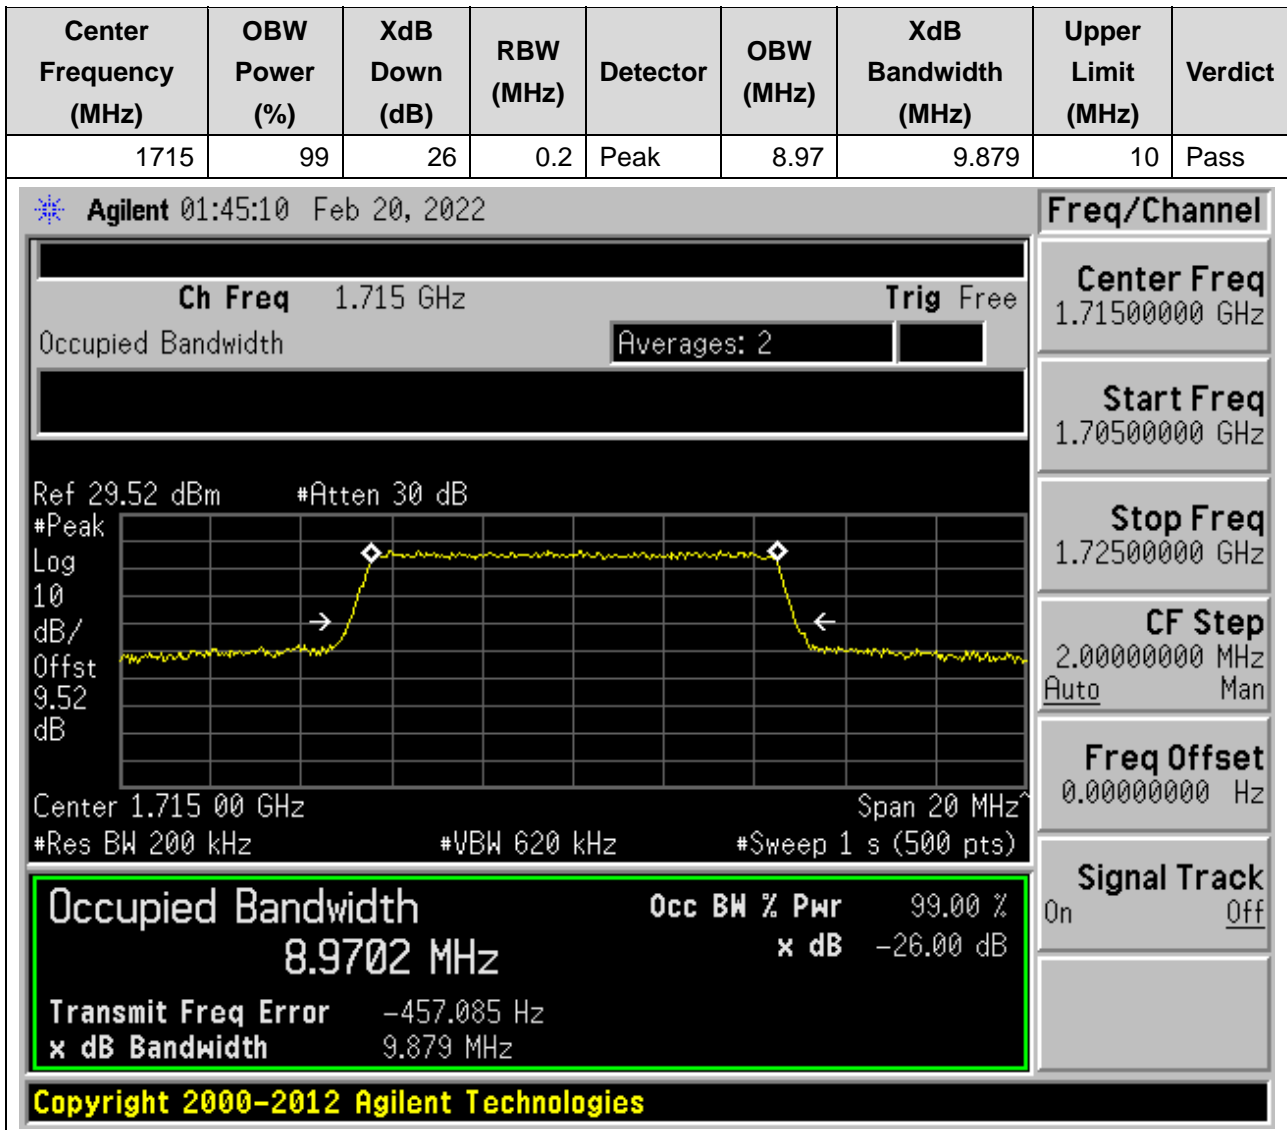 Center Frequency (MHz) OBW Power (%) XdB Down (dB) RBW (MHz) Detector OBW (MHz) XdB Bandwidth (MHz) Upper Limit (MHz) Verdict
1715 99 26 0.2 Peak 8.97 9.879 10 Pass
Agilent 01:45:10 Feb 20, 2022
Ch Freq 1.715 GHz Trig Free
Occupied Bandwidth Averages: 2
Ref 29.52 dBm #Atten 30 dB
#Peak
Log
10
dB/
Offst
9.52
dB
Center 1.715 00 GHz Span 20 MHz^
#Res BW 200 kHz #VBW 620 kHz #Sweep 1 s (500 pts)
Occupied Bandwidth Occ BW % Pwr 99.00 %
8.9702 MHz x dB -26.00 dB
Transmit Freq Error -457.085 Hz
x dB Bandwidth 9.879 MHz
Copyright 2000-2012 Agilent Technologies
Freq/Channel
Center Freq
1.71500000 GHz
Start Freq
1.70500000 GHz
Stop Freq
1.72500000 GHz
CF Step
2.00000000 MHz
Auto Man
Freq Offset
0.00000000 Hz
Signal Track
On Off